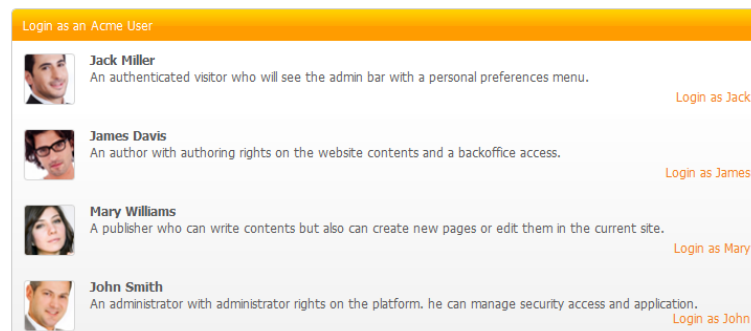 Login as an Acme User
Jack Miller
An authenticated visitor who will see the admin bar with a personal preferences menu.
Login as Jack
James Davis
An author with authoring rights on the website contents and a backoffice access.
Login as James
Mary Williams
A publisher who can write contents but also can create new pages or edit them in the current site.
Login as Mary
John Smith
An administrator with administrator rights on the platform. he can manage security access and application.
Login as John